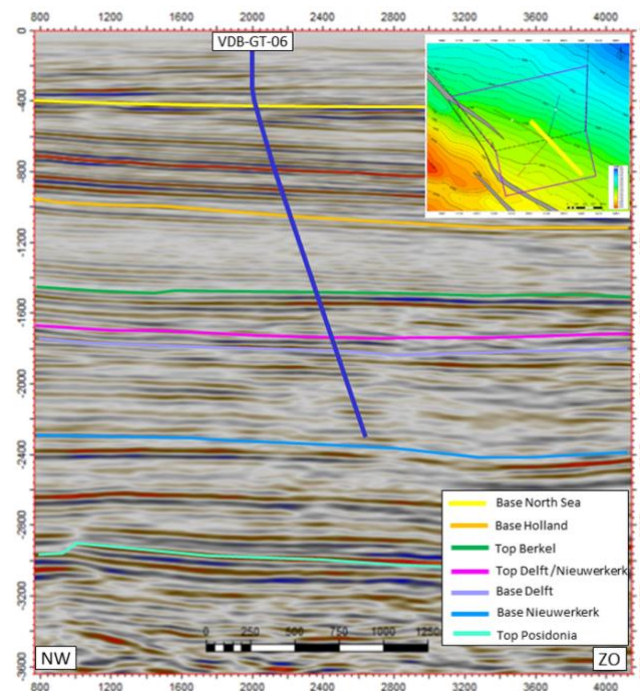 800 1200 1600 2000 2400 2800 3200 3600 4000
VDB-GT-06
0
-400
-800
-1200
-1600
-2000
-2400
-2800
-3200
-3600
Base North Sea
Base Holland
Top Berkel
Top Delft/Nieuwerkerk
Base Delft
Base Nieuwerkerk
Top Posidonia
0 250 500 750 1000 1250
NW
ZO
800 1200 1600 2000 2400 2800 3200 3600 4000